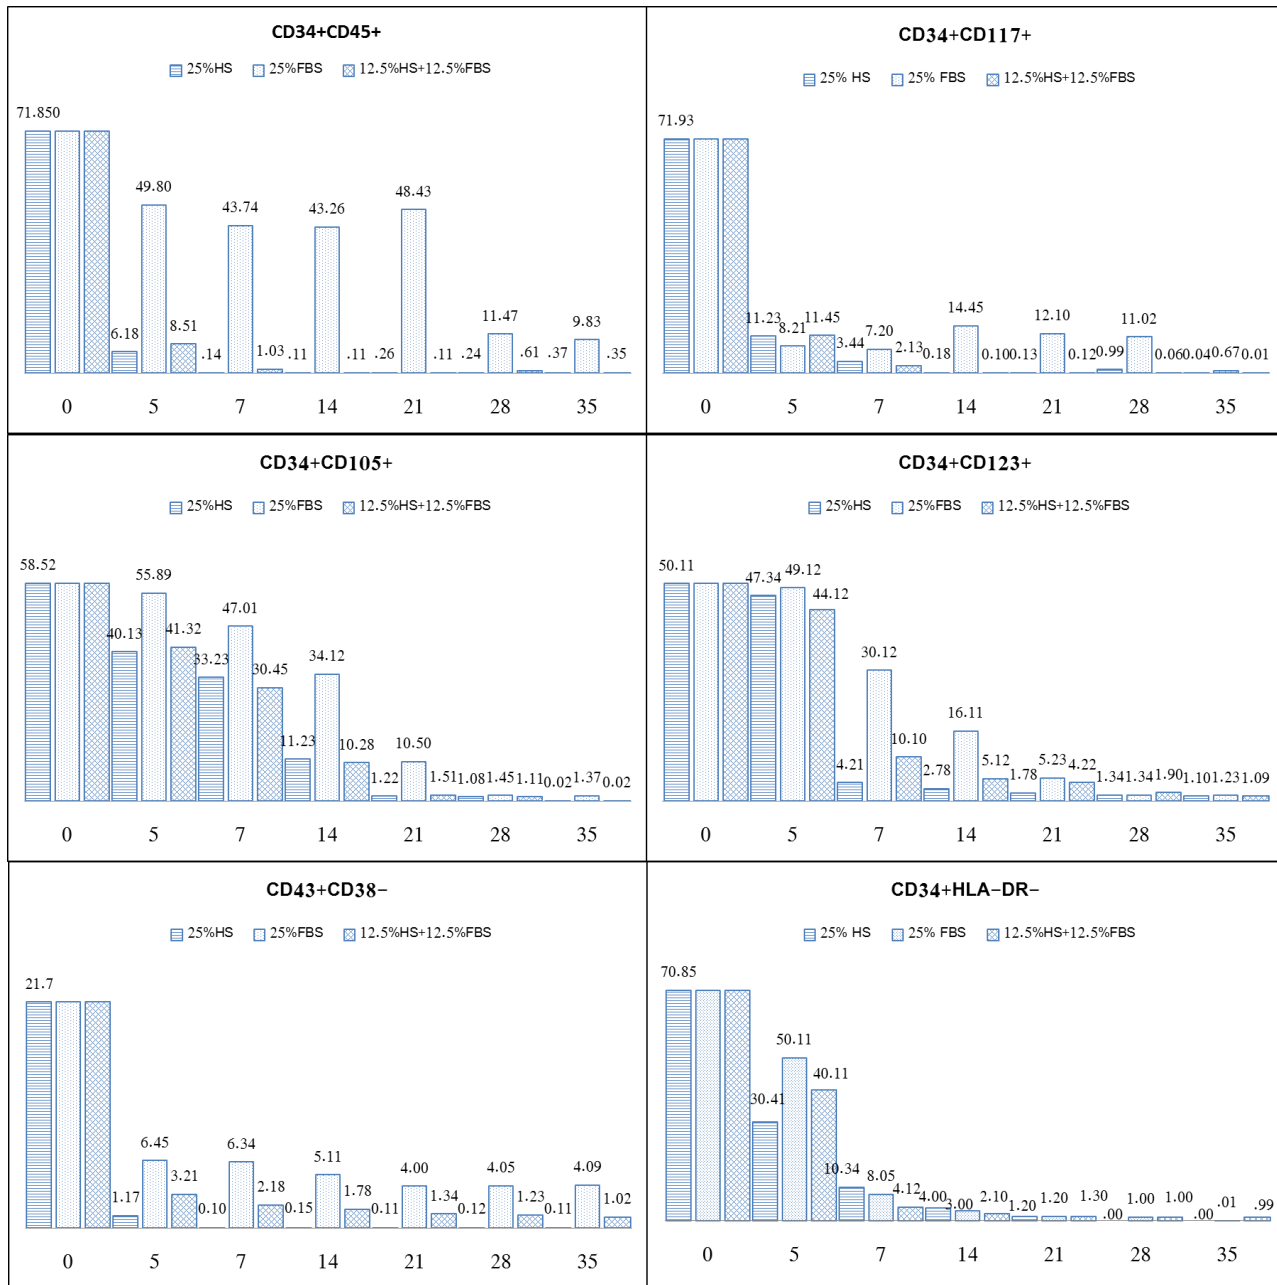 CD34+CD45+
25%HS 25%FBS 12.5%HS+12.5%FBS
71.850
49.80 43.74 43.26 48.43
6.18 8.51 .14 1.03 .11 .11 .26 .11 .24 11.47 .61 .37 9.83 .35
0 5 7 14 21 28 35
CD34+CD117+
25% HS 25% FBS 12.5%HS+12.5%FBS
71.93
11.23 8.21 11.45 3.44 7.20 2.13 0.18 14.45 0.10 0.13 12.10 0.12 0.99 11.02 0.06 0.04 0.67 0.01
0 5 7 14 21 28 35
CD34+CD105+
25%HS 25%FBS 12.5%HS+12.5%FBS
58.52
40.13 55.89 41.32 33.23 47.01 30.45 11.23 34.12 10.28 1.22 10.50 1.51 1.08 1.45 1.11 0.02 1.37 0.02
0 5 7 14 21 28 35
CD34+CD123+
25%HS 25%FBS 12.5%HS+12.5%FBS
50.11
47.34 49.12 44.12 4.21 30.12 10.10 2.78 16.11 5.12 1.78 5.23 4.22 1.34 1.34 1.90 1.10 1.23 1.09
0 5 7 14 21 28 35
CD43+CD38−
25%HS 25%FBS 12.5%HS+12.5%FBS
21.7
1.17 6.45 3.21 0.10 6.34 2.18 0.15 5.11 1.78 0.11 4.00 1.34 0.12 4.05 1.23 0.11 4.09 1.02
0 5 7 14 21 28 35
CD34+HLA−DR−
25% HS 25% FBS 12.5%HS+12.5%FBS
70.85
30.41 50.11 40.11 10.34 8.05 4.12 4.00 3.00 2.10 1.20 1.20 1.30 .00 1.00 1.00 .00 .01 .99
0 5 7 14 21 28 35